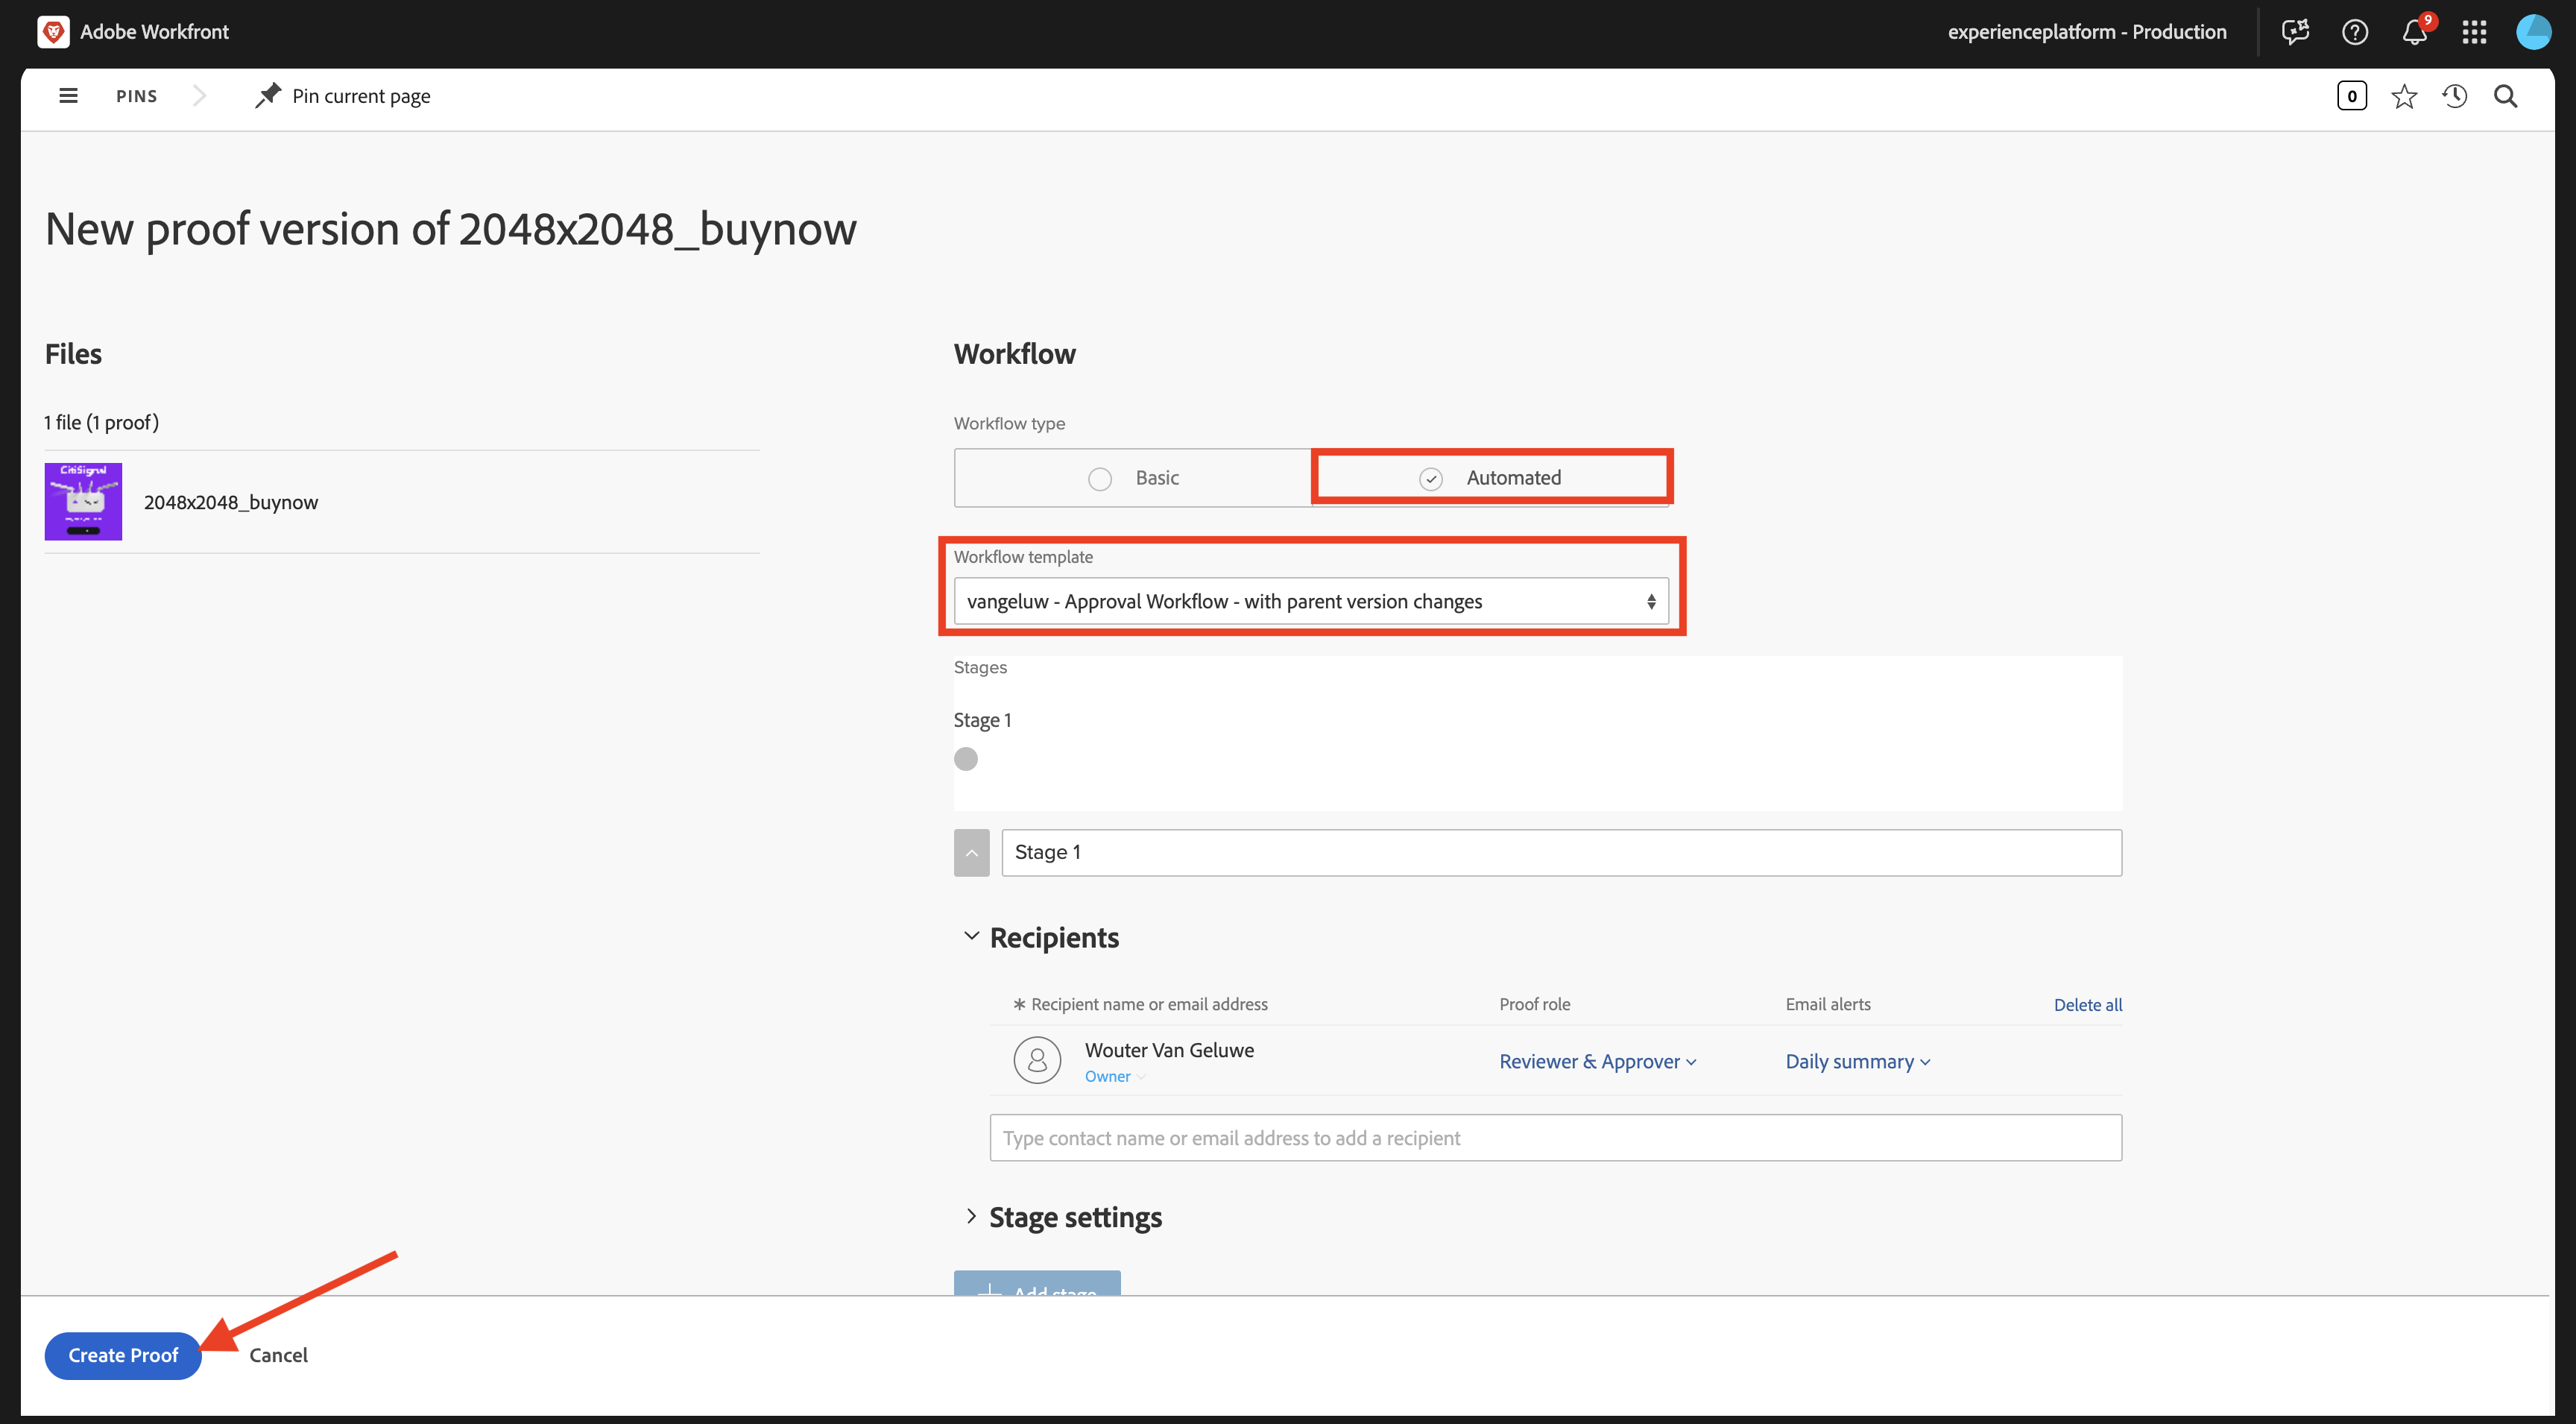 Adobe Workfront
experienceplatform - Production
9
PINS
Pin current page
0
New proof version of 2048x2048_buynow
Files
1 file (1 proof)
CitiSignal
2048x2048_buynow
Workflow
Workflow type
Basic
Automated
Workflow template
vangeluw - Approval Workflow - with parent version changes
Stages
Stage 1
Stage 1
Recipients
* Recipient name or email address
Proof role
Email alerts
Delete all
Wouter Van Geluwe
Owner
Reviewer & Approver
Daily summary
Type contact name or email address to add a recipient
Stage settings
Add stage
Create Proof
Cancel